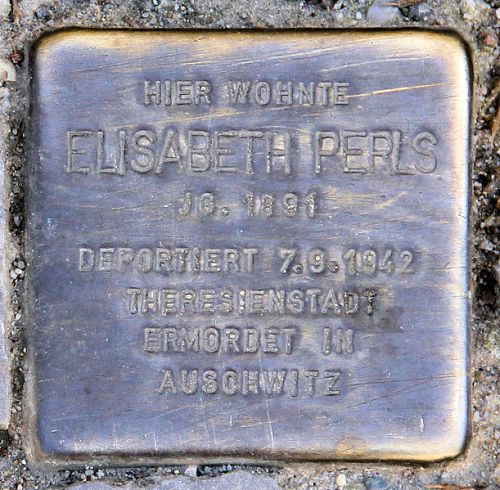 HIER WOHNTE
ELISABETH PERLS
JG. 1891
DEPORTIERT 7.9.1942
THERESIENSTADT
ERMORDET IN
AUSCHWITZ